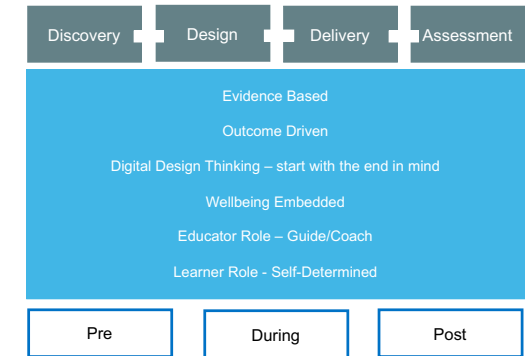 Discovery
Design
Delivery
Assessment
Evidence Based
Outcome Driven
Digital Design Thinking – start with the end in mind
Wellbeing Embedded
Educator Role – Guide/Coach
Learner Role - Self-Determined
Pre
During
Post